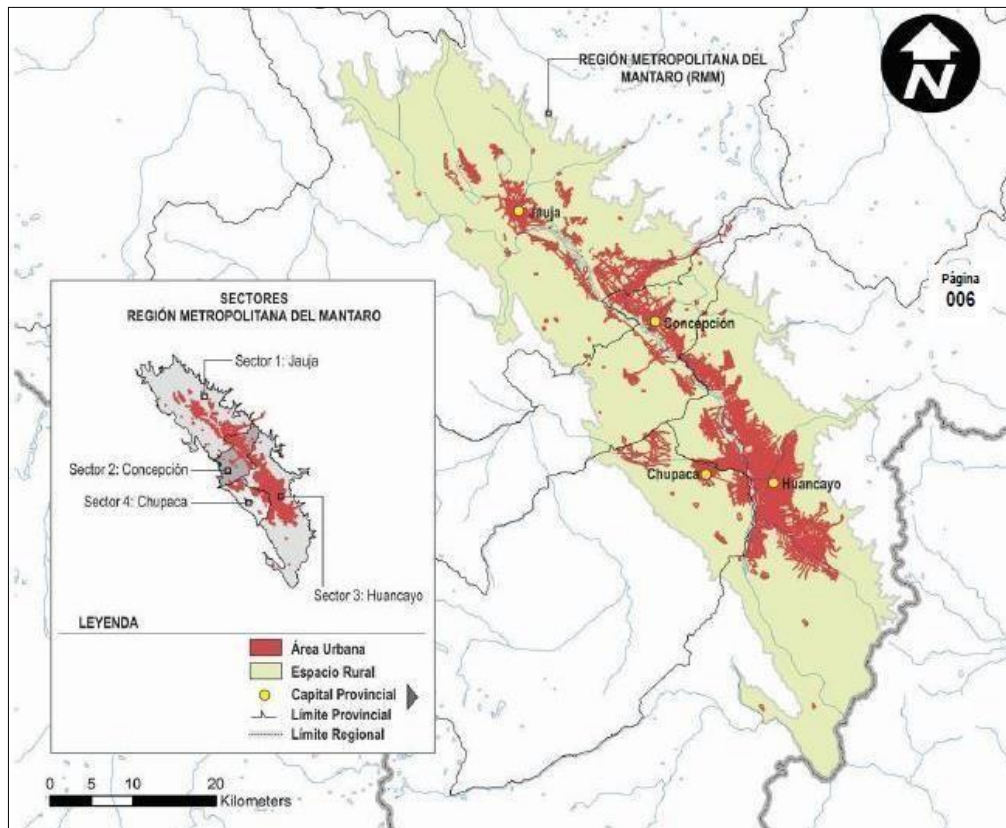 REGIÓN METROPOLITANA DEL
MANTARO (RMM)
N
Jauja
Concepción
Página
006
Chupaca
Huancayo
SECTORES
REGIÓN METROPOLITANA DEL MANTARO
Sector 1: Jauja
Sector 2: Concepción
Sector 4: Chupaca
Sector 3: Huancayo
LEYENDA
Área Urbana
Espacio Rural
Capital Provincial
Límite Provincial
Límite Regional
0 5 10 20
Kilometers